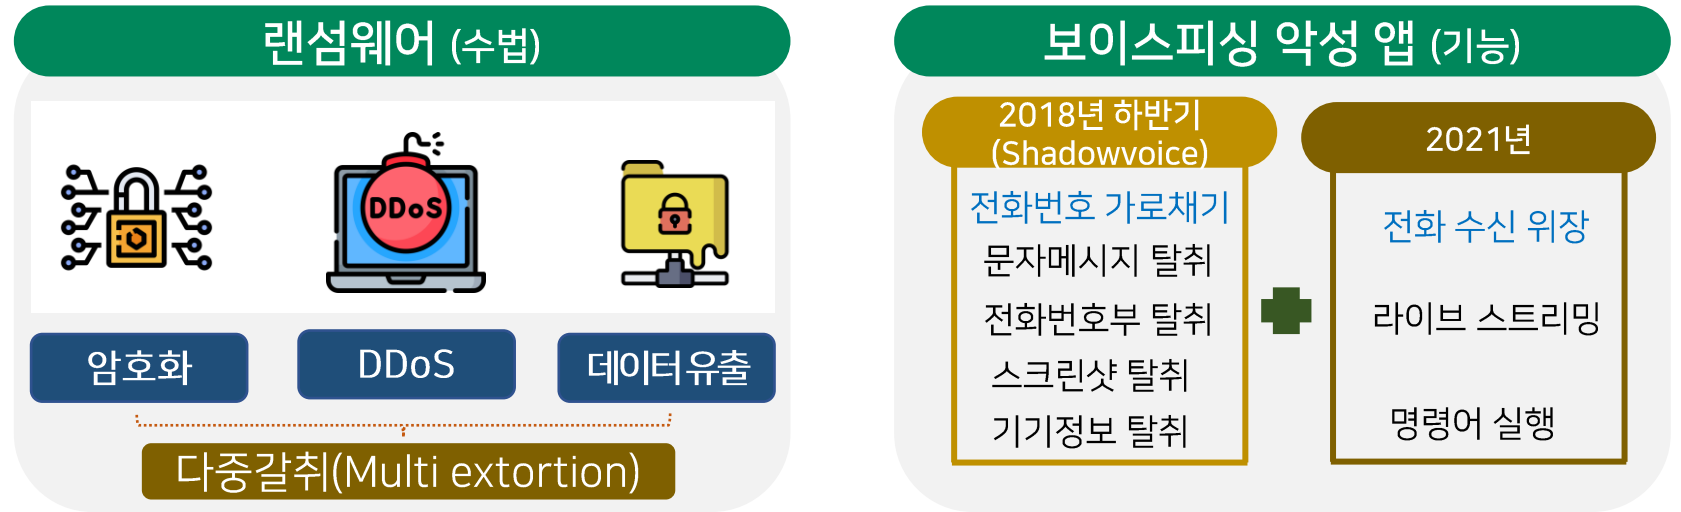 랜섬웨어 (수법)
DDoS
암호화
DDoS
데이터유출
다중갈취(Multi extortion)
보이스피싱 악성 앱 (기능)
2018년 하반기
(Shadowvoice)
전화번호 가로채기
문자메시지 탈취
전화번호부 탈취
스크린샷 탈취
기기정보 탈취
2021년
전화 수신 위장
라이브 스트리밍
명령어 실행